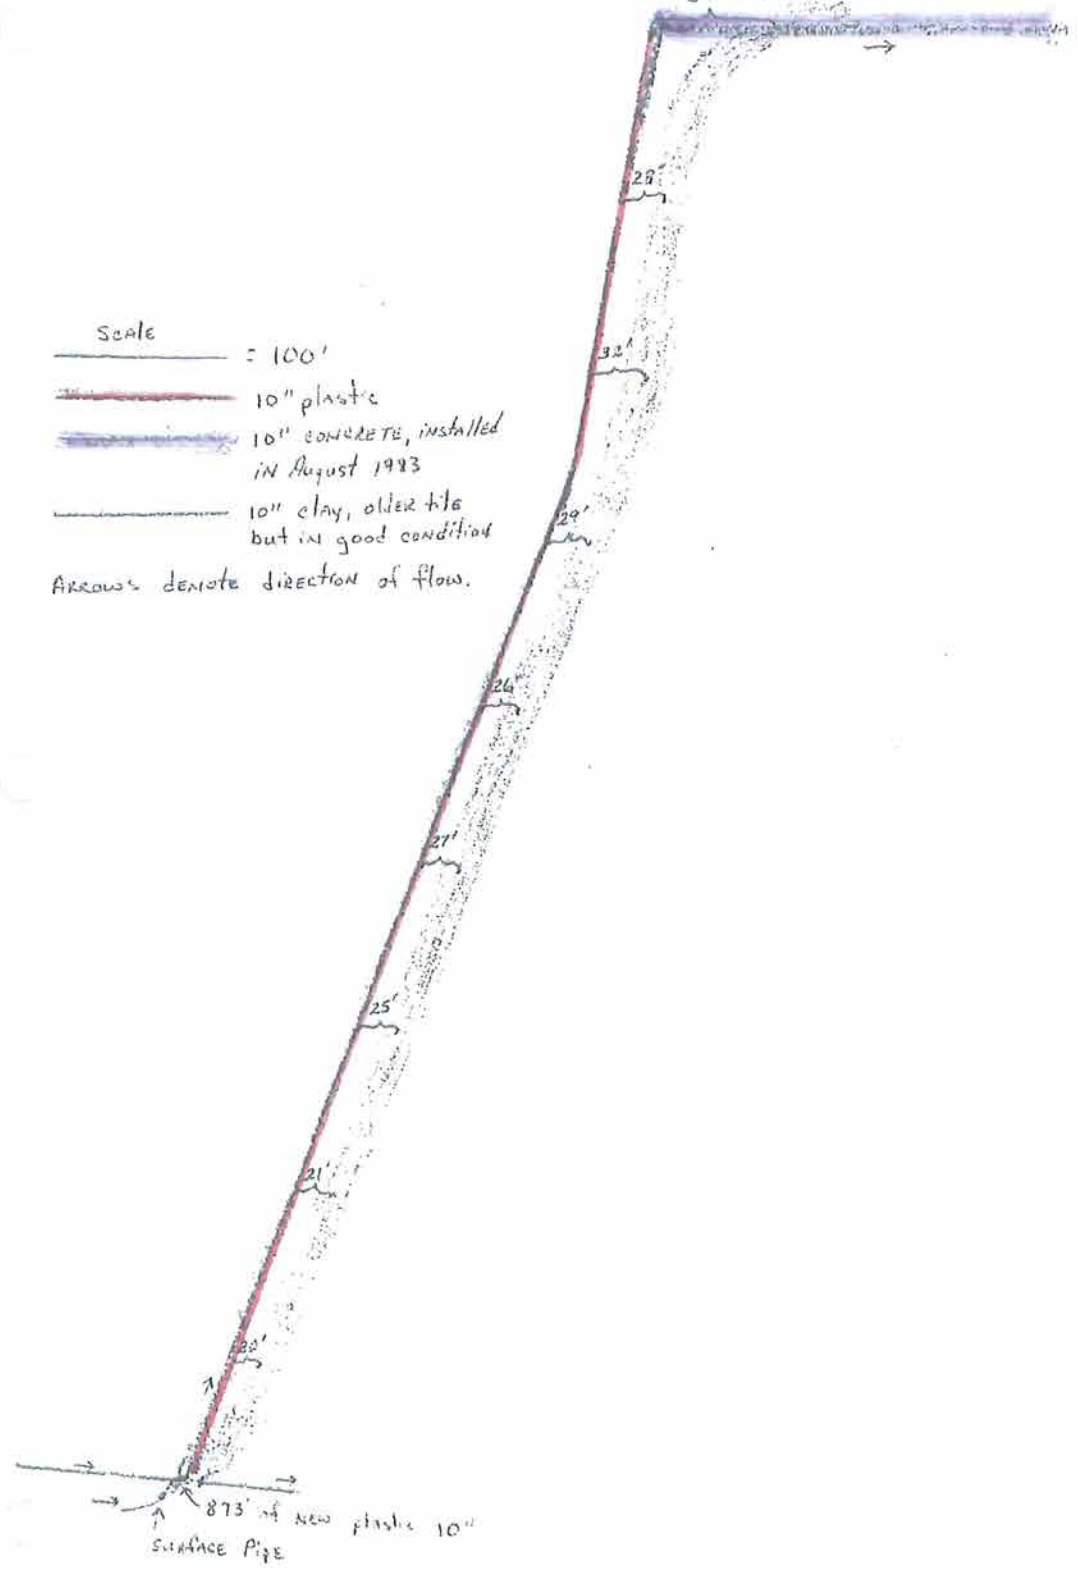 28'
32'
Scale
= 100'
10" plastic
10" CONCRETE, installed
in August 1983
10" clay, older tile
but in good condition
ARROWS DENOTE DIRECTION of flow.
29'
26'
27'
25'
21'
20'
873' of NEW plastic 10"
SURFACE PIPE